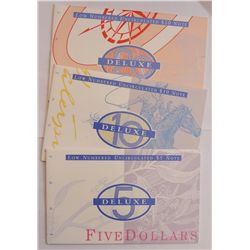 LOW NUMBERED UNCIRCULATED $20 NOTE
DELUXE
LOW NUMBERED UNCIRCULATED $10 NOTE
10
DELUXE
LOW NUMBERED UNCIRCULATED $5 NOTE
5
DELUXE
FIVE DOLLARS